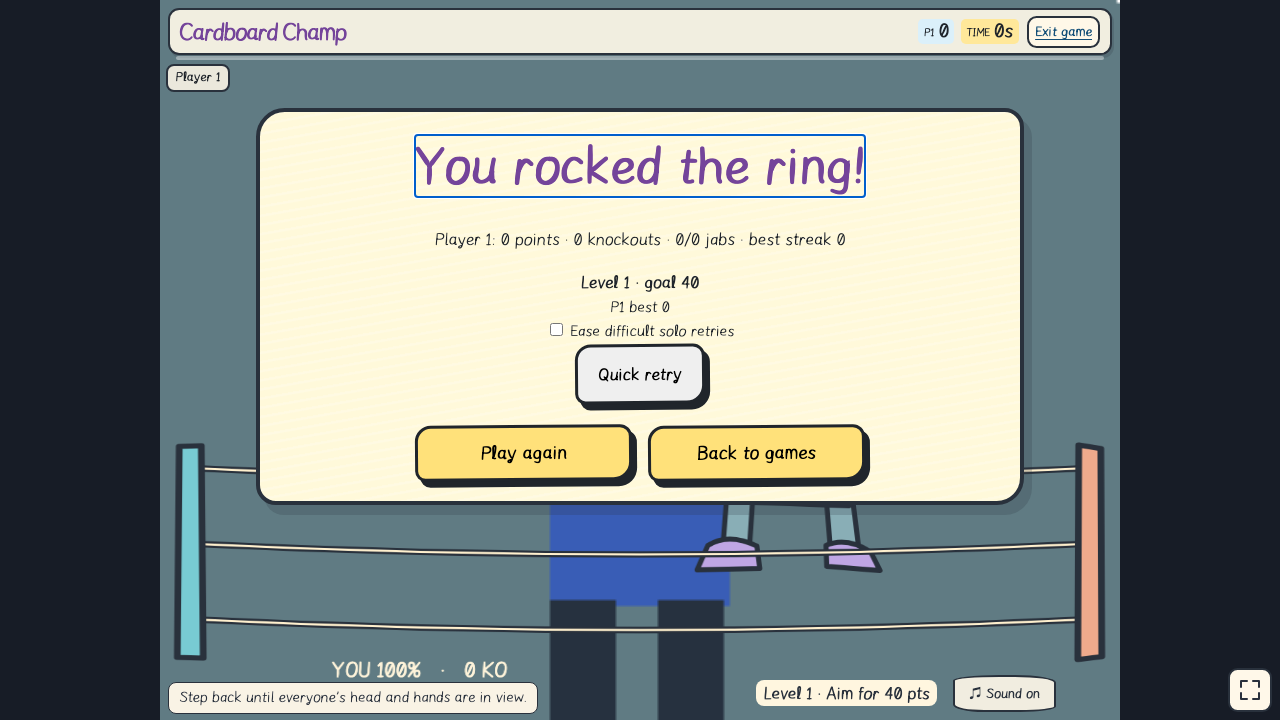 Cardboard Champ
P1 0
TIME 0s
Exit game
Player 1
You rocked the ring!
Player 1: 0 points · 0 knockouts · 0/0 jabs · best streak 0
Level 1 · goal 40
P1 best 0
Ease difficult solo retries
Quick retry
Play again
Back to games
YOU 100% · 0 KO
Step back until everyone's head and hands are in view.
Level 1 · Aim for 40 pts
♫ Sound on